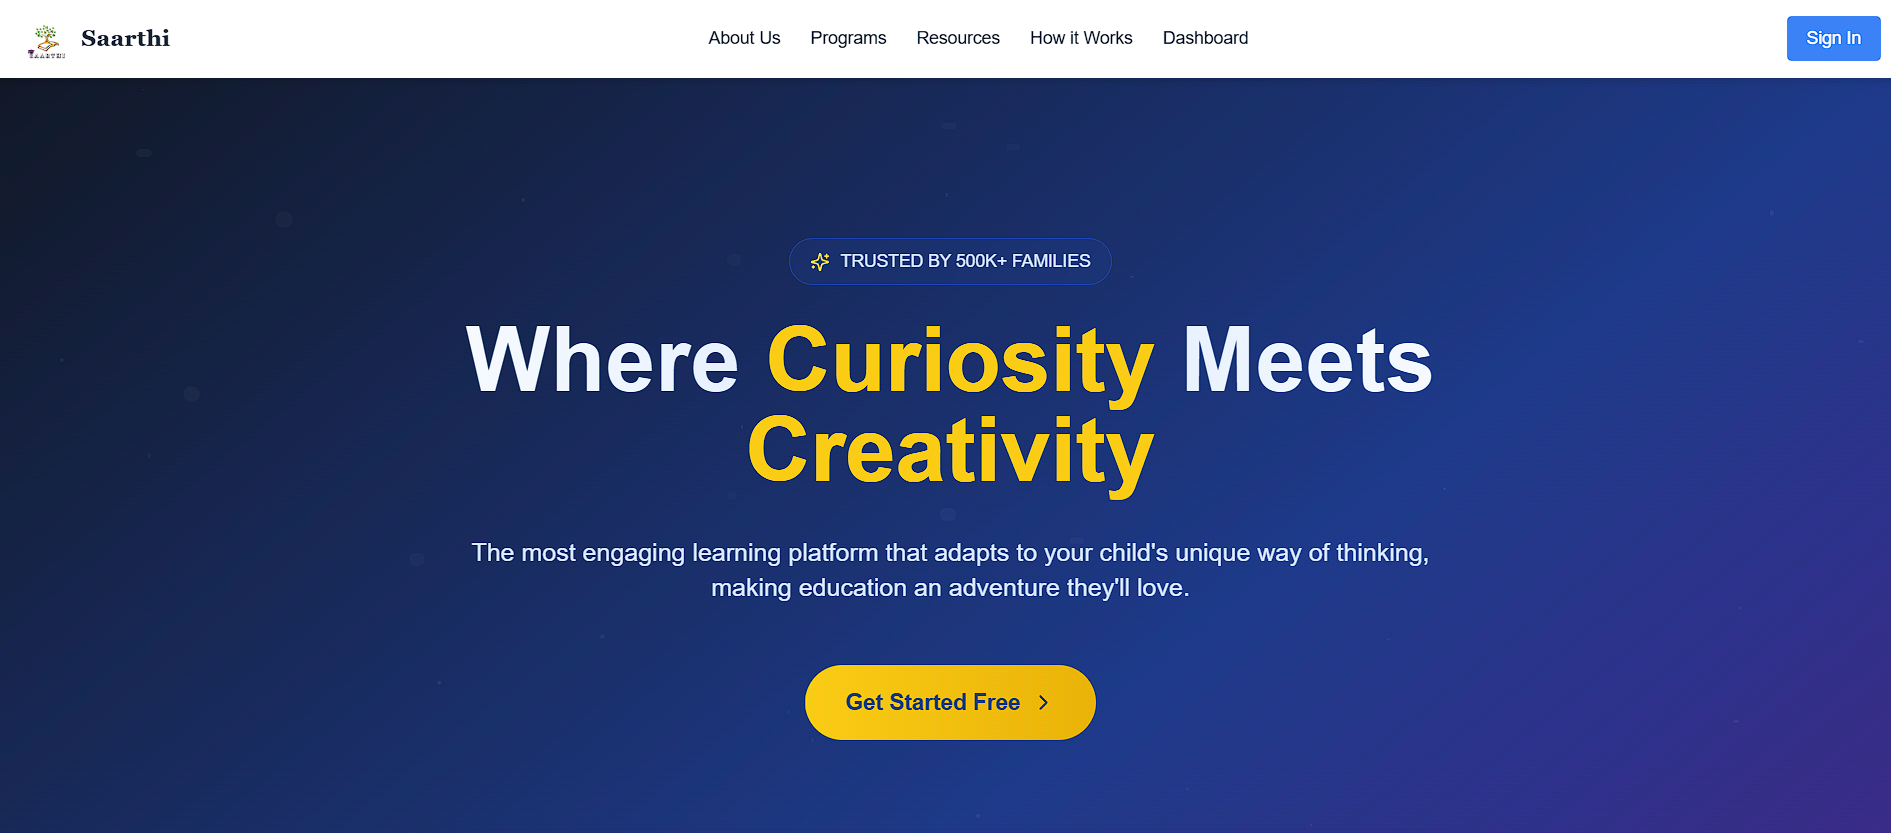 SAARTHI
Saarthi
About Us
Programs
Resources
How it Works
Dashboard
Sign In
TRUSTED BY 500K+ FAMILIES
Where Curiosity Meets
Creativity
The most engaging learning platform that adapts to your child's unique way of thinking,
making education an adventure they'll love.
Get Started Free